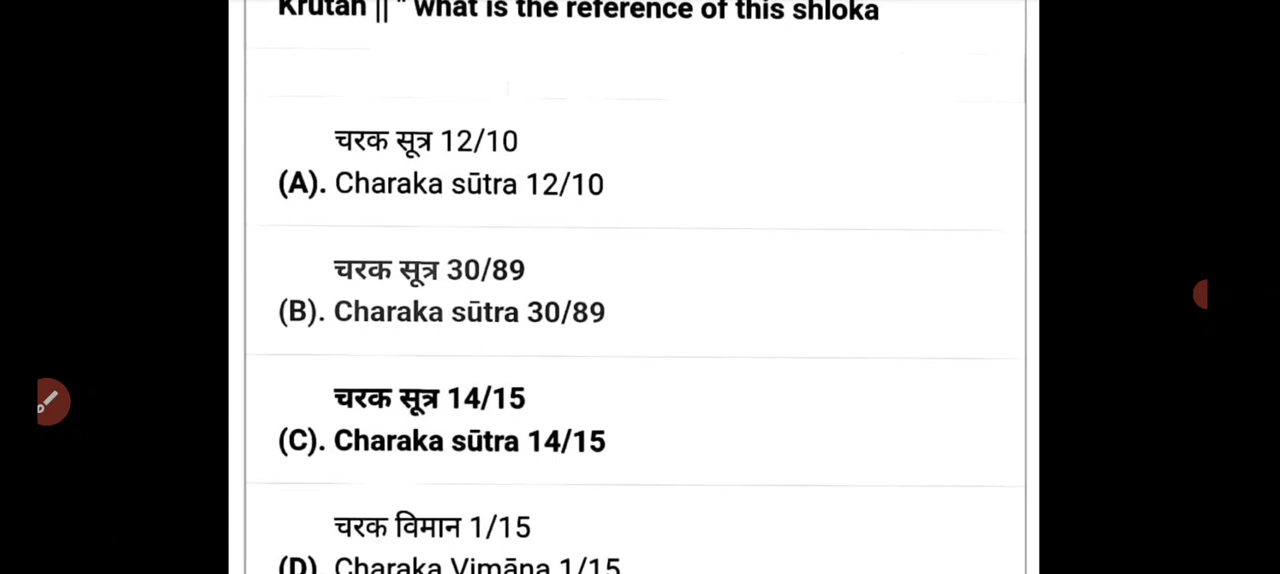 Krutah || " what is the reference of this shloka
चरक सूत्र 12/10
(A). Charaka sūtra 12/10
चरक सूत्र 30/89
(B). Charaka sūtra 30/89
चरक सूत्र 14/15
(C). Charaka sūtra 14/15
चरक विमान 1/15
(D). Charaka Vimāna 1/15